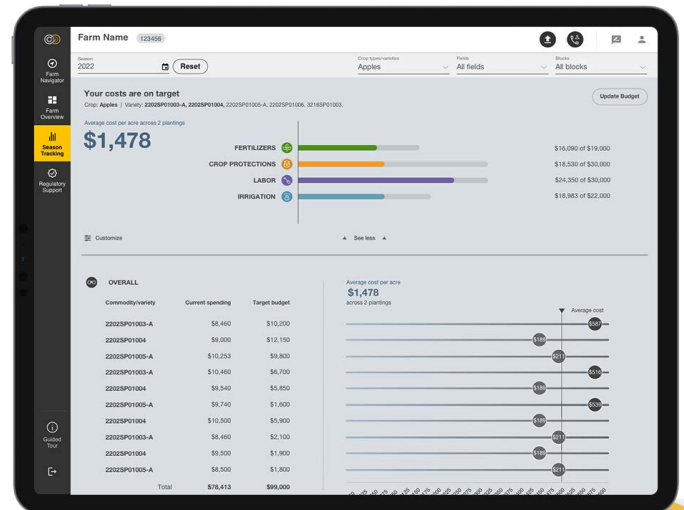 Farm Name 123456
Season
2022
Reset
Crop types/varieties
Apples
Fields
All fields
Blocks
All blocks
Farm
Navigator
Farm
Overview
Season
Tracking
Regulatory
Support
Guided
Tour
Your costs are on target
Update Budget
Crop: Apples | Variety: 2202SP01003-A, 2202SP01004, 2202SP01005-A, 2202SP01006, 3216SP01003,
Average cost per acre across 2 plantings
$1,478
FERTILIZERS $16,090 of $19,000
CROP PROTECTIONS $18,530 of $30,000
LABOR $24,350 of $30,000
IRRIGATION $18,983 of $22,000
Customize
See less
OVERALL
Commodity/variety Current spending Target budget
2202SP01003-A $8,460 $10,200
2202SP01004 $9,000 $12,150
2202SP01005-A $10,253 $9,800
2202SP01003-A $10,460 $6,700
2202SP01004 $9,540 $5,850
2202SP01005-A $9,740 $1,600
2202SP01004 $10,500 $5,900
2202SP01003-A $8,460 $2,100
2202SP01004 $9,500 $1,900
2202SP01005-A $8,500 $1,800
Total $78,413 $99,000
Average cost per acre
$1,478
across 2 plantings
Average cost
$587
$189
$211
$516
$189
$539
$189
$211
$189
$211